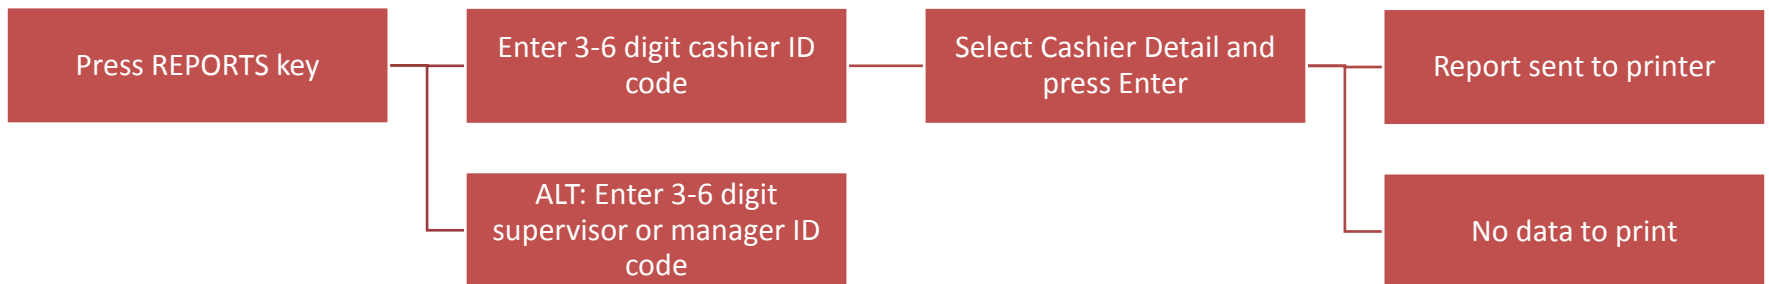 Press REPORTS key
Enter 3-6 digit cashier ID
code
ALT: Enter 3-6 digit
supervisor or manager ID
code
Select Cashier Detail and
press Enter
Report sent to printer
No data to print